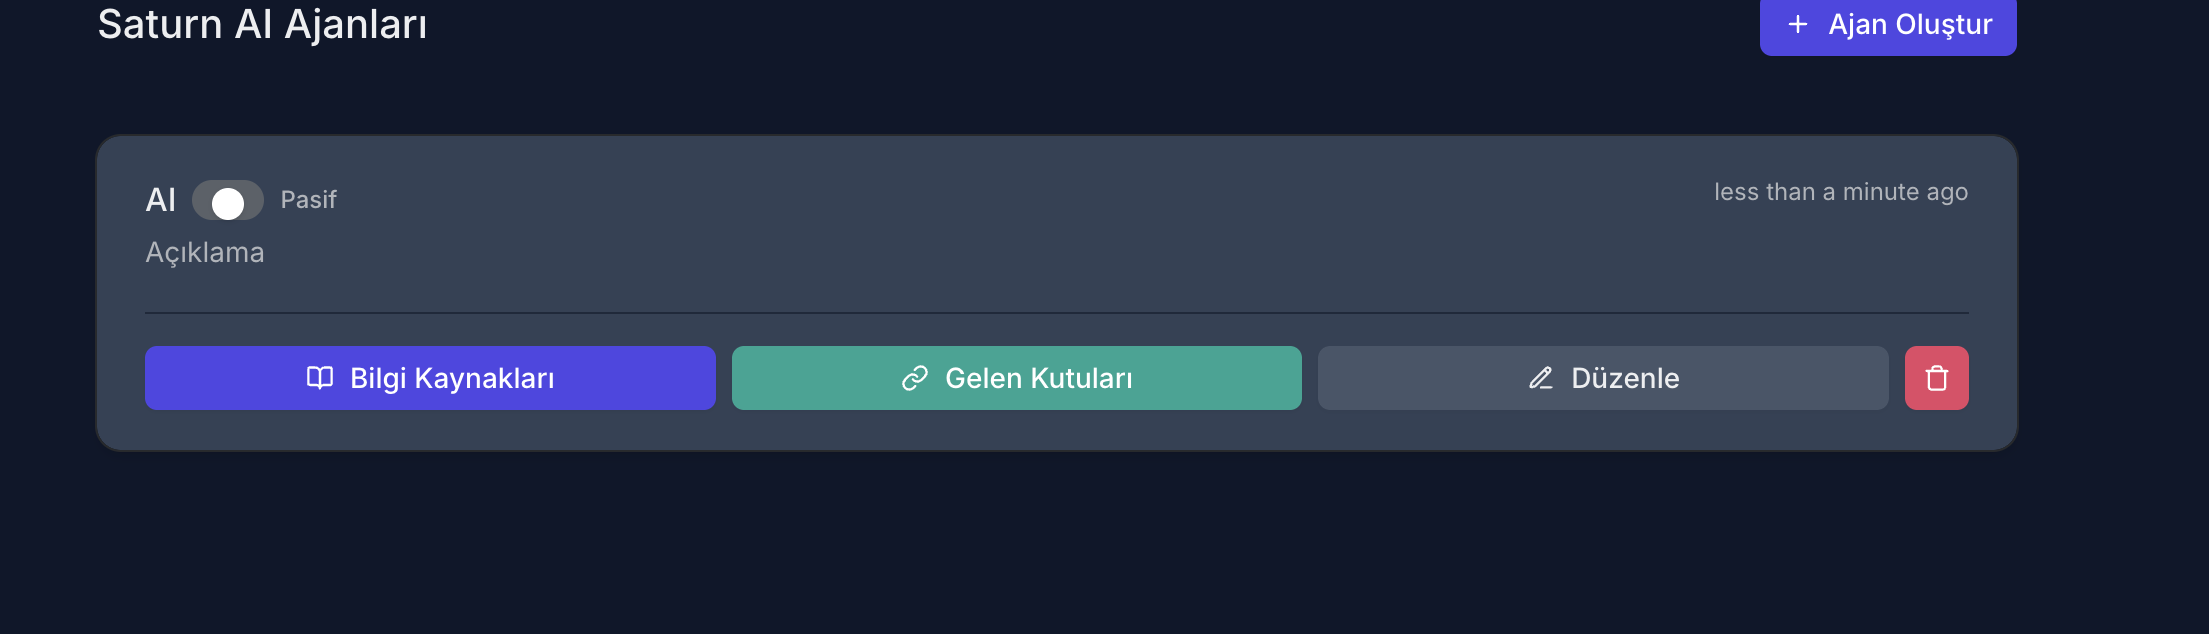 Saturn AI Ajanları
Ajan Oluştur
AI Pasif
less than a minute ago
Açıklama
Bilgi Kaynakları
Gelen Kutuları
Düzenle